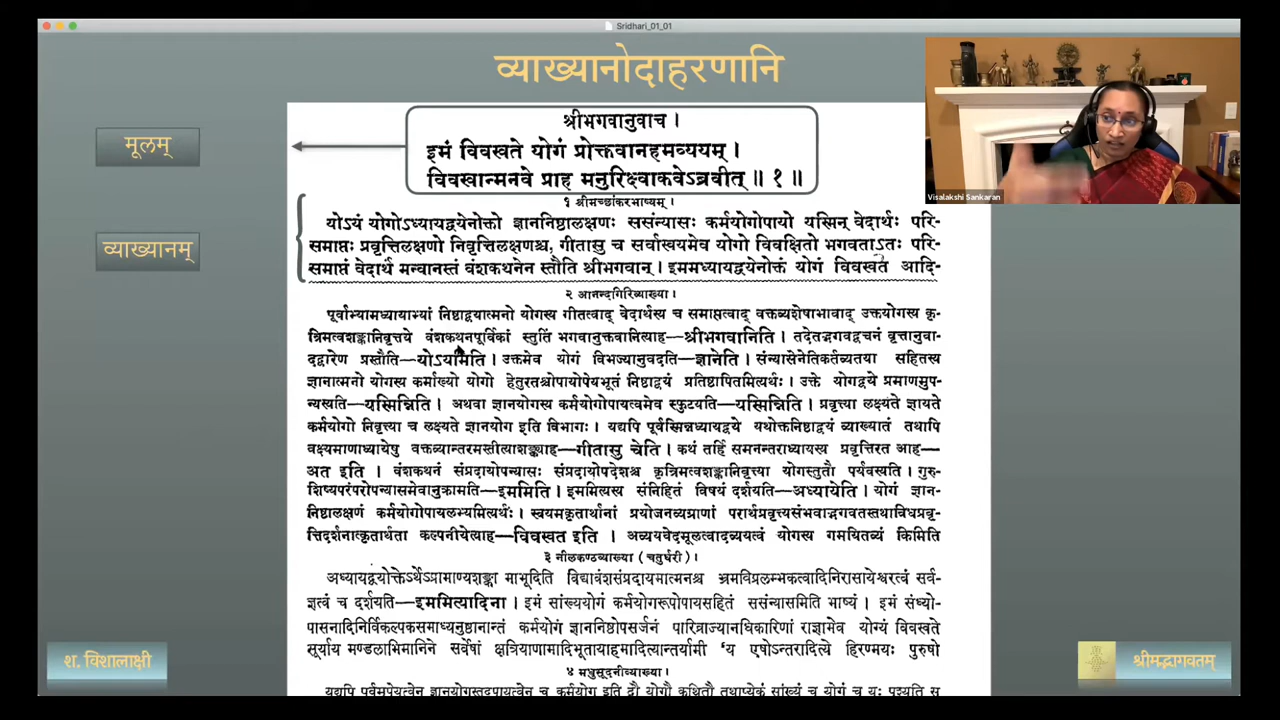 Sridhari_01_01
व्याख्यानोदाहरणानि
मूलम्
व्याख्यानम्
Visalakshi Sankaran
श्रीभगवानुवाच ।
इमं विवखते योगं प्रोक्तवानहमव्ययम् ।
विवखान्मनवे प्राह मनुरिक्ष्वाकवेऽब्रवीत् ॥ १ ॥
१ श्रीमच्छांकरभाष्यम् ।
योऽयं योगोऽध्यायद्वयेनोक्तो ज्ञाननिष्ठालक्षणः ससंन्यासः कर्मयोगोपायो यस्मिन् वेदार्थः परि-
समाप्तः प्रवृत्तिलक्षणो निवृत्तिलक्षणश्च, गीतासु च सर्वाखयमेव योगो विवक्षितो भगवताऽतः परि-
समाप्तं वेदार्थं मन्वानस्तं वंशकथनेन स्तौति श्रीभगवान् । इममध्यायद्वयेनोक्तं योगं विवखते आदि-
२ आनन्दगिरिव्याख्या ।
पूर्वाभ्यामध्यायाभ्यां निष्ठाद्वयात्मनो योगस्य गीतत्वाद् वेदार्थस्य च समाप्तत्वाद् वक्तव्यशेषाभावाद् उक्तयोगस्य कृ-
त्रिमत्वशङ्कानिवृत्तये वंशकथनपूर्विकां स्तुतिं भगवानुक्तवानित्याह—श्रीभगवानिति । तदेतद्भगवद्वचनं वृत्तानुवा-
दद्वारेण प्रस्तौति—योऽयमिति । उक्तमेव योगं विभज्यानुवदति—ज्ञानेति । संन्यासेनेतिकर्तव्यतया सहितस्य
ज्ञानात्मनो योगस्य कर्माख्यो योगो हेतुरतश्चोपायोपेयभूतं निष्ठाद्वयं प्रतिष्ठापितमित्यर्थः । उक्ते योगद्वये प्रमाणमुप-
न्यस्यति—यस्मिन्निति । अथवा ज्ञानयोगस्य कर्मयोगोपायत्वमेव स्फुटयति—यस्मिन्निति । प्रवृत्त्या लक्ष्यते ज्ञायते
कर्मयोगो निवृत्त्या च लक्ष्यते ज्ञानयोग इति विभागः । यद्यपि पूर्वस्मिन्नध्यायद्वये यथोक्तनिष्ठाद्वयं व्याख्यातं तथापि
वक्ष्यमाणाध्यायेषु वक्तव्यान्तरमस्तीत्याशङ्क्याह—गीतासु चेति । कथं तर्हि समनन्तराध्यायस्य प्रवृत्तिरत आह—
अत इति । वंशकथनं संप्रदायोपन्यासः संप्रदायोपदेशश्च कृत्रिमत्वशङ्कानिवृत्त्या योगस्तुतौ पर्यवस्यति । गुरु-
शिष्यपरंपरोपन्यासमेवानुक्रामति—इममिति । इममित्यस्य संनिहितं विषयं दर्शयति—अध्यायेति । योगं ज्ञान-
निष्ठालक्षणं कर्मयोगोपायलभ्यमित्यर्थः । स्वयमकृतार्थानां प्रयोजनव्यग्राणां परार्थप्रवृत्त्यसंभवाद्भगवतस्तथाविधप्रवृ-
त्तिदर्शनात्कृतार्थता कल्पनीयेत्याह—विवखत इति । अव्ययवेदमूलत्वादव्ययत्वं योगस्य गमयितव्यं किमिति
३ नीलकण्ठव्याख्या (चतुर्धरी) ।
अध्यायद्वयोक्तेऽर्थेऽप्रामाण्यशङ्का माभूदिति विद्यावंशसंप्रदायमात्मनश्च भ्रमविप्रलम्भकत्वादिनिरासायेश्वरत्वं सर्व-
ज्ञत्वं च दर्शयति—इममित्यादिना । इमं सांख्ययोगं कर्मयोगरूपोपायसहितं ससंन्यासमिति भाष्यं । इमं संध्यो-
पासनादिनिर्विकल्पकसमाध्यनुष्ठानान्तं कर्मयोगं ज्ञाननिष्ठोपसर्जनं पारिव्राज्यानधिकारिणां राज्ञामेव योग्यं विवखते
सूर्याय मण्डलाभिमानिने सर्वेषां क्षत्रियाणामादिभूतायाहमादित्यान्तर्यामी 'य एषोऽन्तरादित्ये हिरण्मयः पुरुषो
४ मधुसूदनीव्याख्या ।
श. विशालाक्षी
श्रीमद्भागवतम्